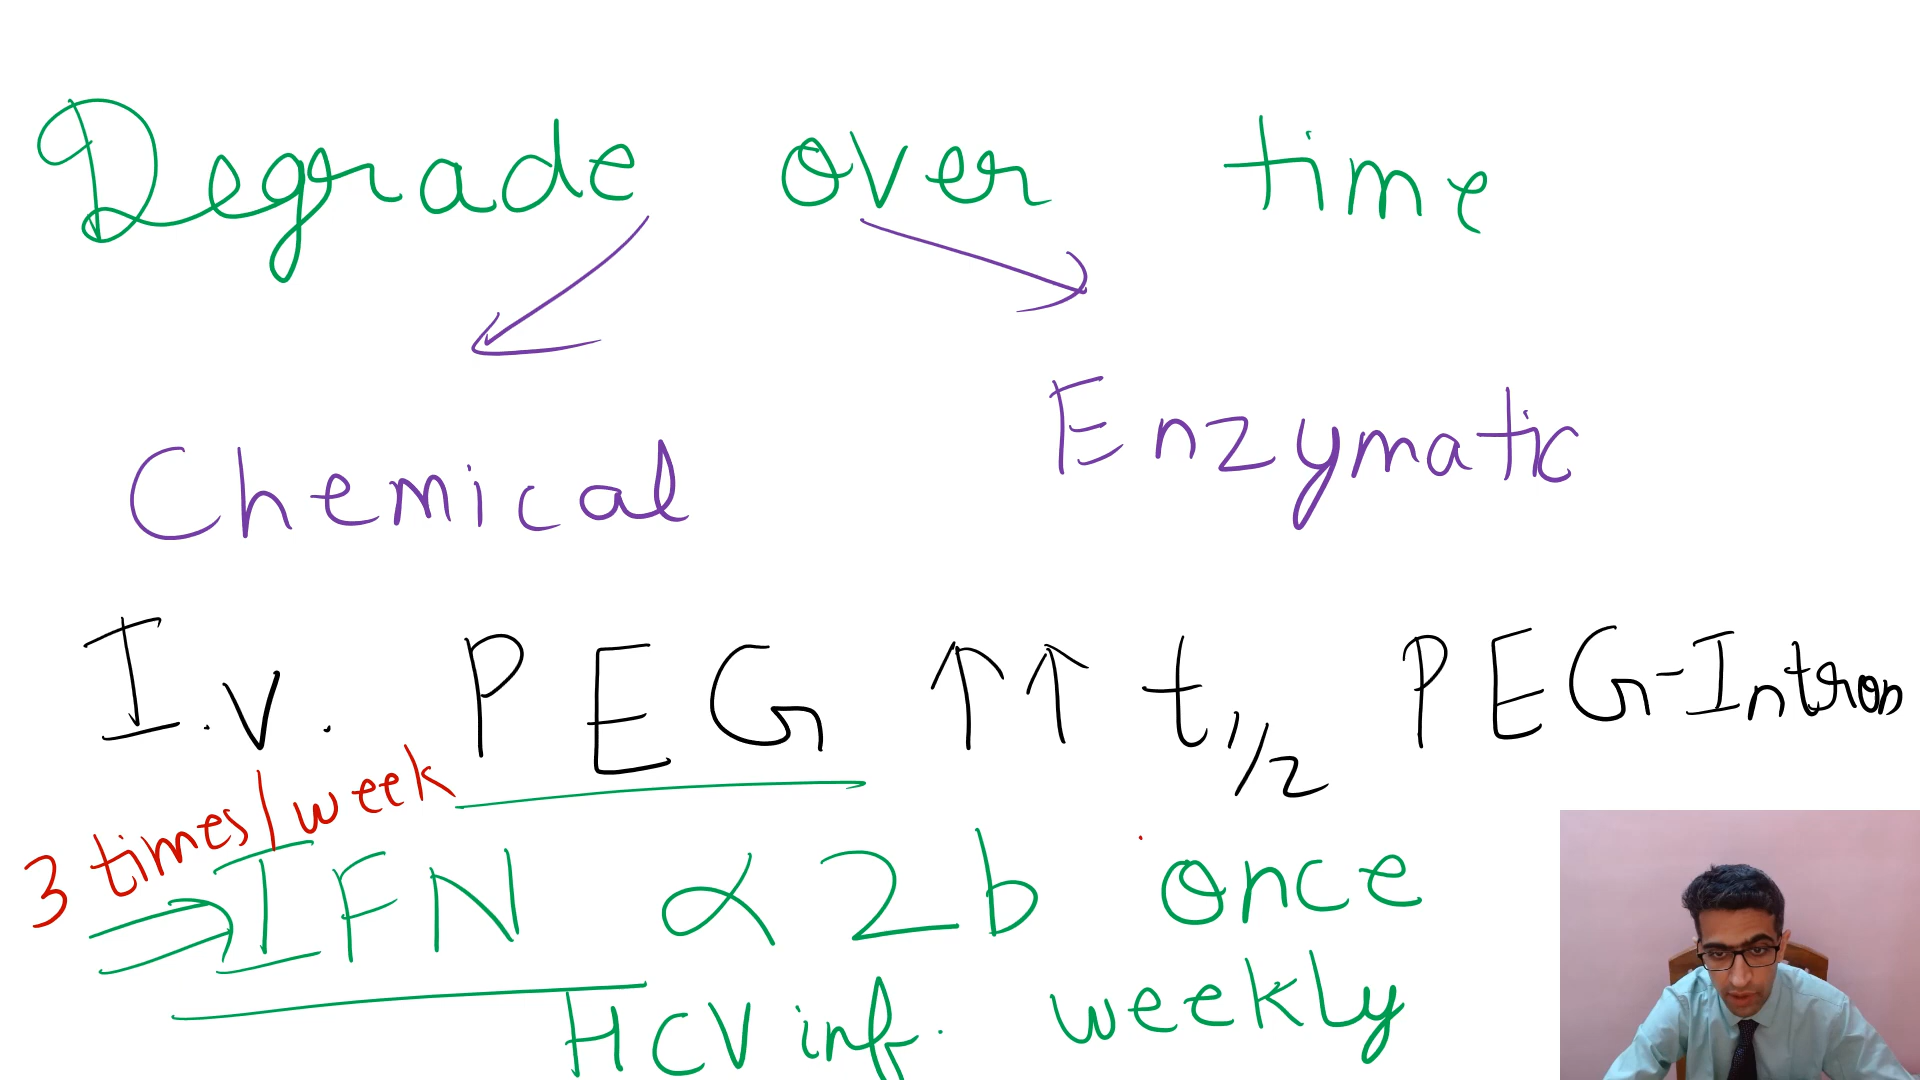 Degrade over time
Chemical Enzymatic
I.V. PEG ↑↑ t1/2 PEG-Intron
3 times/week
⇒ IFN α 2b once
HCV inf. weekly